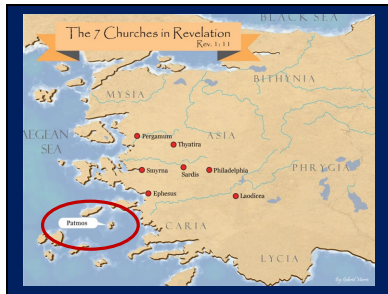 The 7 Churches in Revelation
Rev. 1:11
BLACK SEA
BITHYNIA
MYSIA
AEGEAN
SEA
Pergamum
ASIA
Thyatira
Smyrna
Sardis
Philadelphia
PHRYGIA
Ephesus
Laodicea
Patmos
CARIA
LYCIA